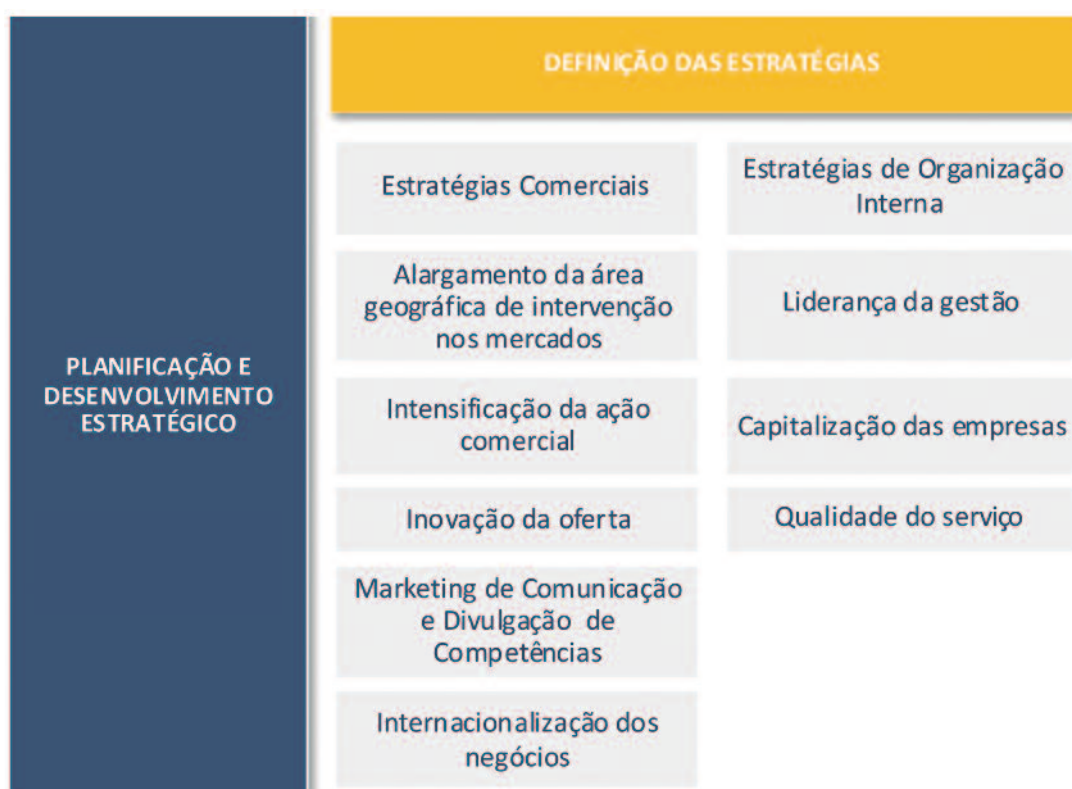 PLANIFICAÇÃO E
DESENVOLVIMENTO
ESTRATÉGICO
DEFINIÇÃO DAS ESTRATÉGIAS
Estratégias Comerciais
Alargamento da área
geográfica de intervenção
nos mercados
Intensificação da ação
comercial
Inovação da oferta
Marketing de Comunicação
e Divulgação de
Competências
Internacionalização dos
negócios
Estratégias de Organização
Interna
Liderança da gestão
Capitalização das empresas
Qualidade do serviço